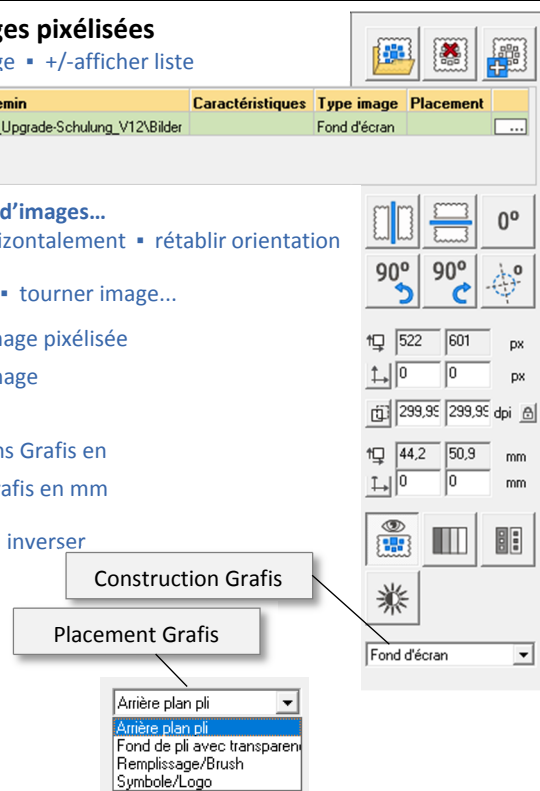 ges pixélisées
ge ▪ +/-afficher liste
emin Caractéristiques Type image Placement
_Upgrade-Schulung_V12\Bilder Fond d'écran ...
d’images…
izontalement ▪ rétablir orientation
0°
▪ tourner image...
90° 90°
nage pixélisée
522 601 px
nage
0 0 px
299,99 299,99 dpi
ns Grafis en
44,2 50,9 mm
rafis en mm
0 0 mm
inverser
Construction Grafis
Placement Grafis
Fond d'écran
Arrière plan pli
Arrière plan pli
Fond de pli avec transparen
Remplissage/Brush
Symbole/Logo